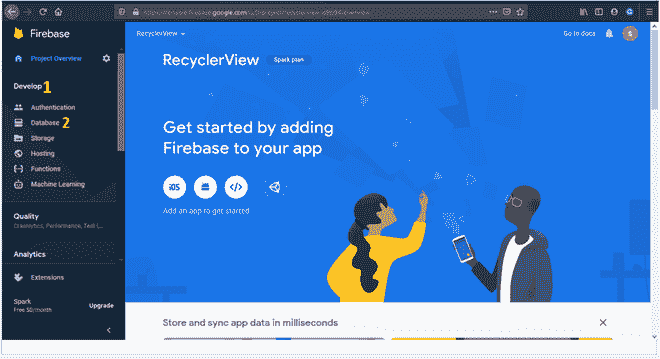 google.com
Firebase
RecyclerView
Go to docs
S
Project Overview
RecyclerView
Spark plan
Develop 1
Authentication
Database 2
Storage
Hosting
Functions
Machine Learning
Get started by adding
Firebase to your app
iOS
Add an app to get started
Quality
Crashlytics, Performance, Test L...
Analytics
Extensions
Spark
Free $0/month
Upgrade
Store and sync app data in milliseconds